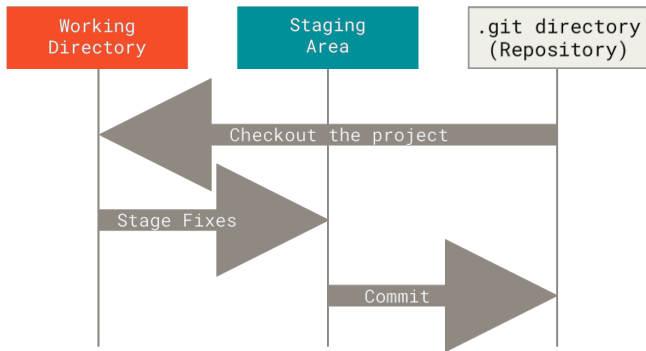 Working
Directory
Staging
Area
.git directory
(Repository)
Checkout the project
Stage Fixes
Commit